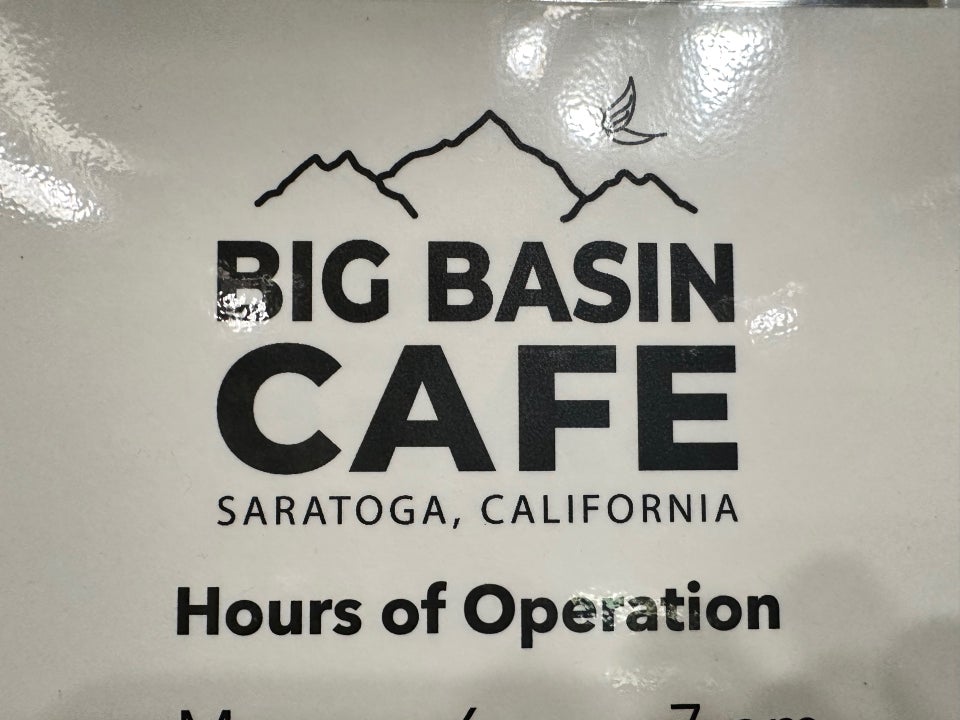 BIG BASIN
CAFE
SARATOGA, CALIFORNIA
Hours of Operation